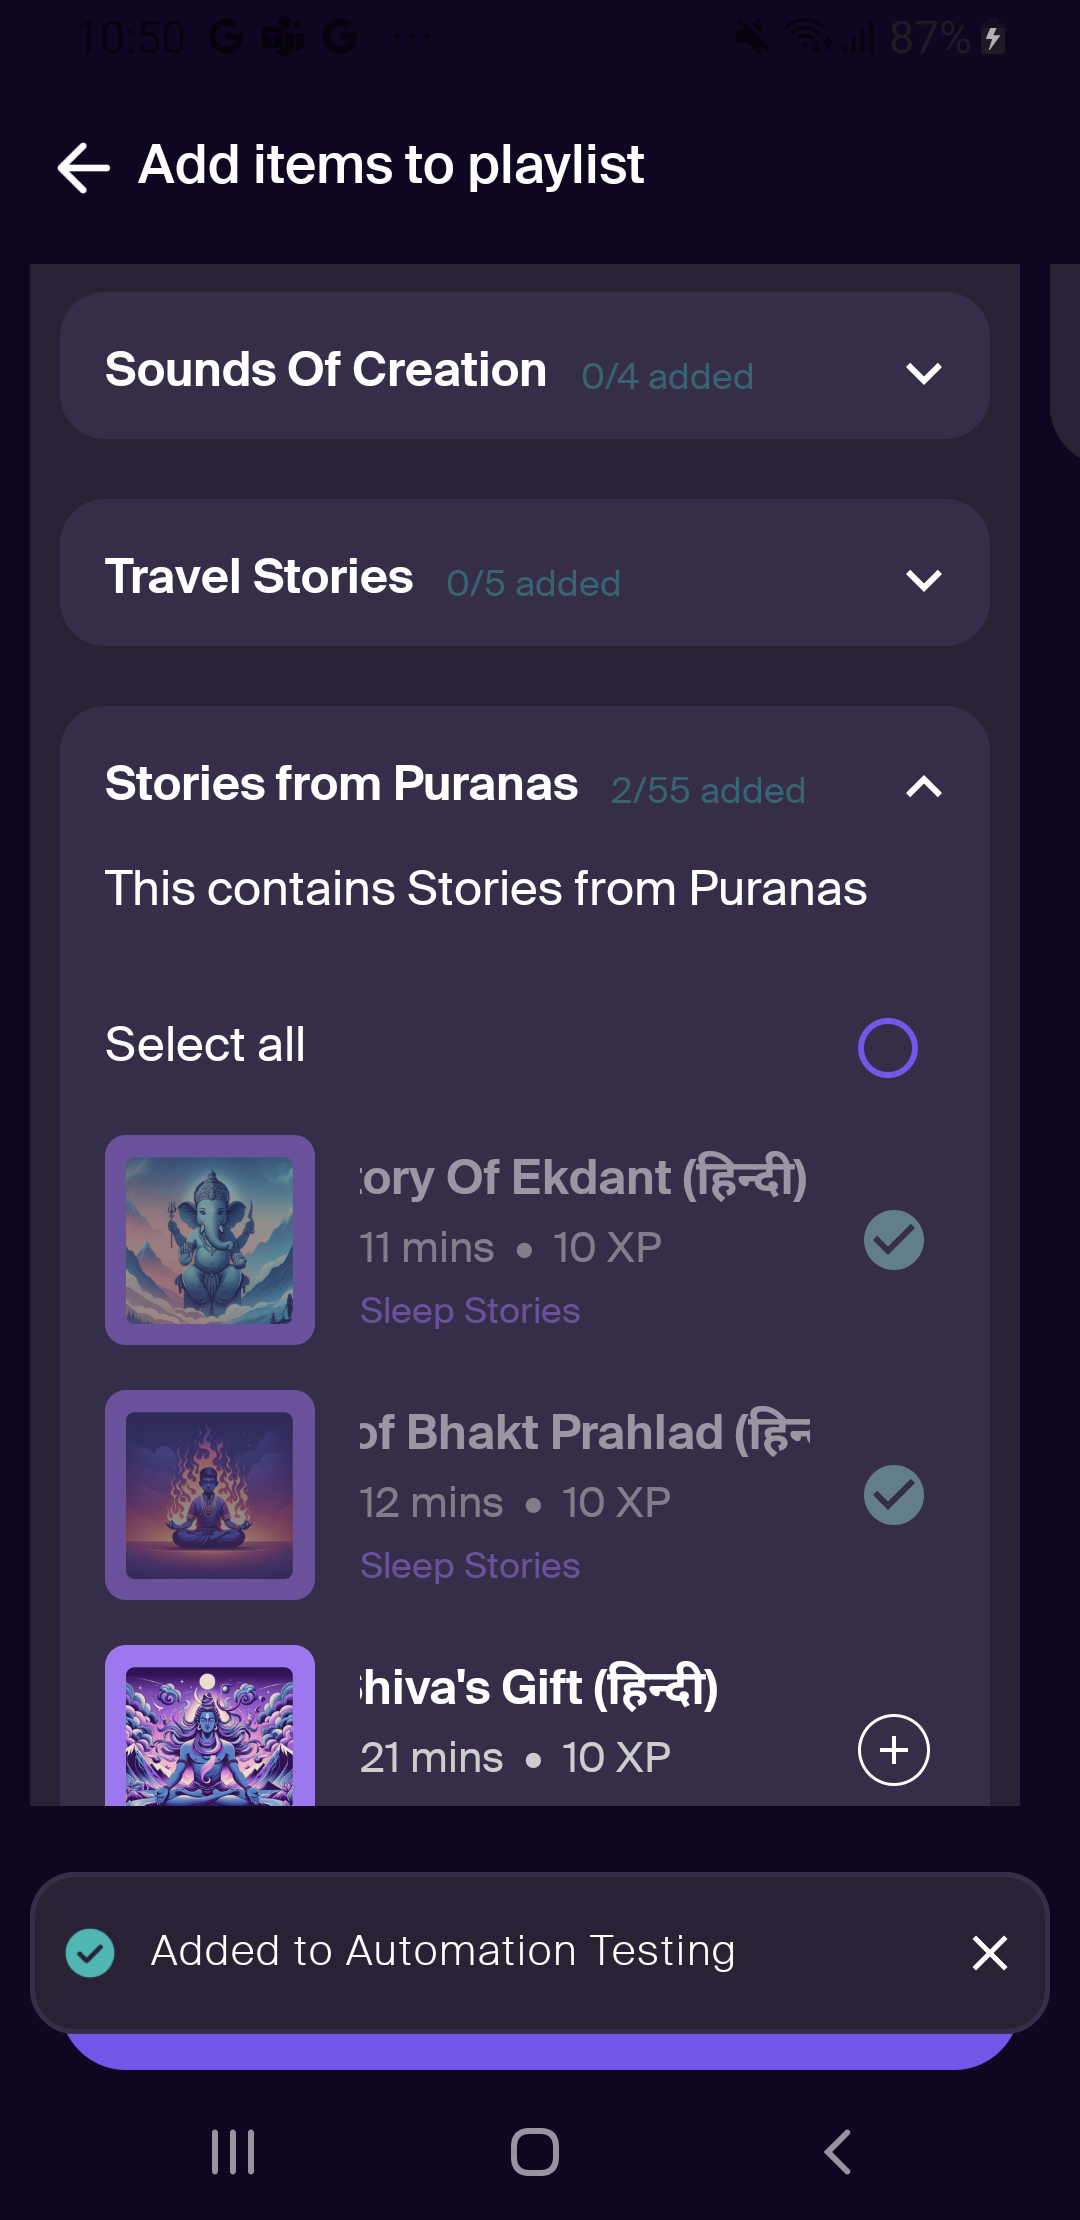 10:50 G G ... 87%
Add items to playlist
Sounds Of Creation 0/4 added
Travel Stories 0/5 added
Stories from Puranas 2/55 added
This contains Stories from Puranas
Select all
tory Of Ekdant (हिन्दी)
11 mins • 10 XP
Sleep Stories
of Bhakt Prahlad (हिन्
12 mins • 10 XP
Sleep Stories
Shiva's Gift (हिन्दी)
21 mins • 10 XP
Added to Automation Testing